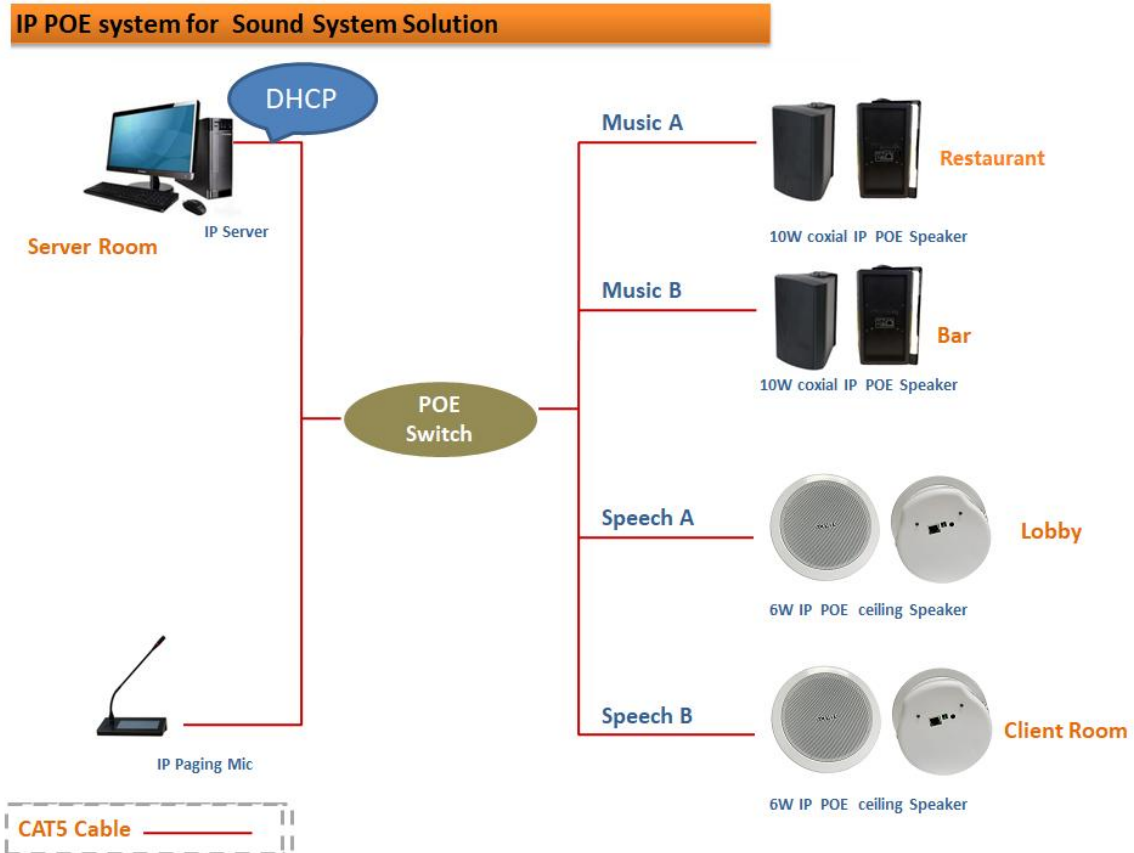 IP POE system for Sound System Solution
DHCP
IP Server
Server Room
Music A
Restaurant
10W coxial IP POE Speaker
Music B
Bar
10W coxial IP POE Speaker
POE
Switch
Speech A
Lobby
6W IP POE ceiling Speaker
Speech B
Client Room
6W IP POE ceiling Speaker
IP Paging Mic
CAT5 Cable